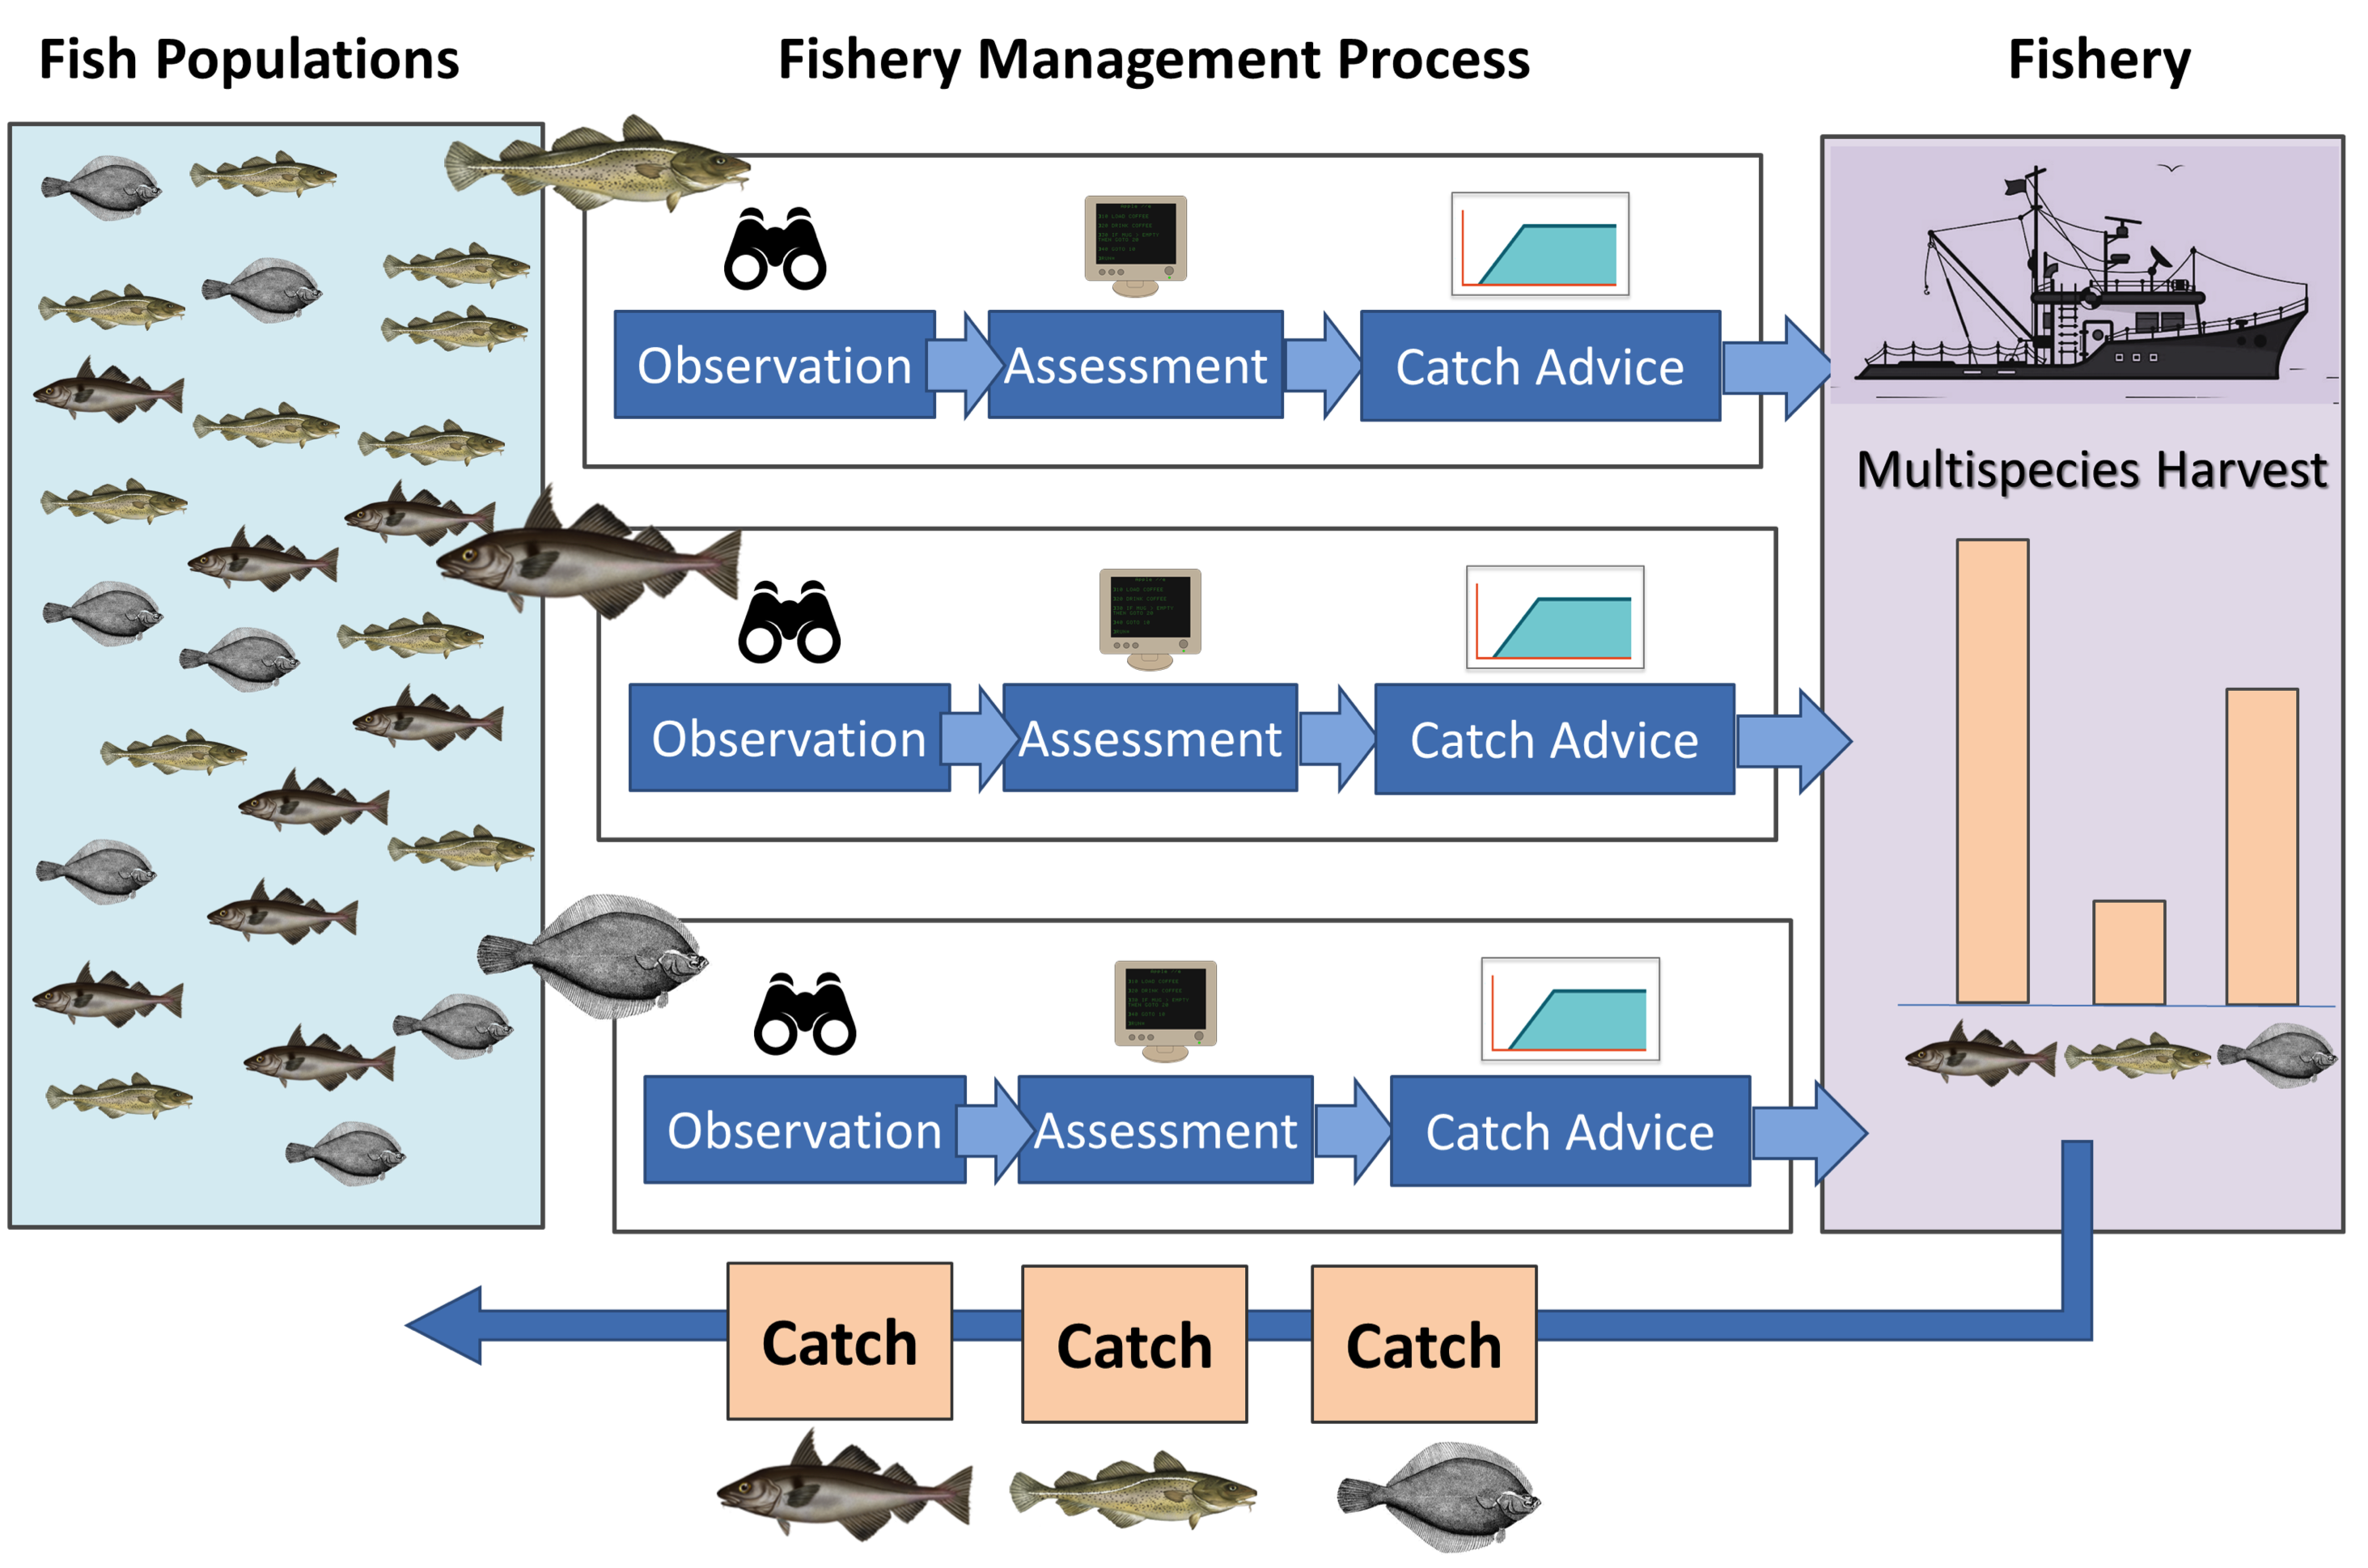 Fish Populations
Fishery Management Process
Fishery
Observation
Assessment
Catch Advice
Multispecies Harvest
Observation
Assessment
Catch Advice
Observation
Assessment
Catch Advice
Catch
Catch
Catch